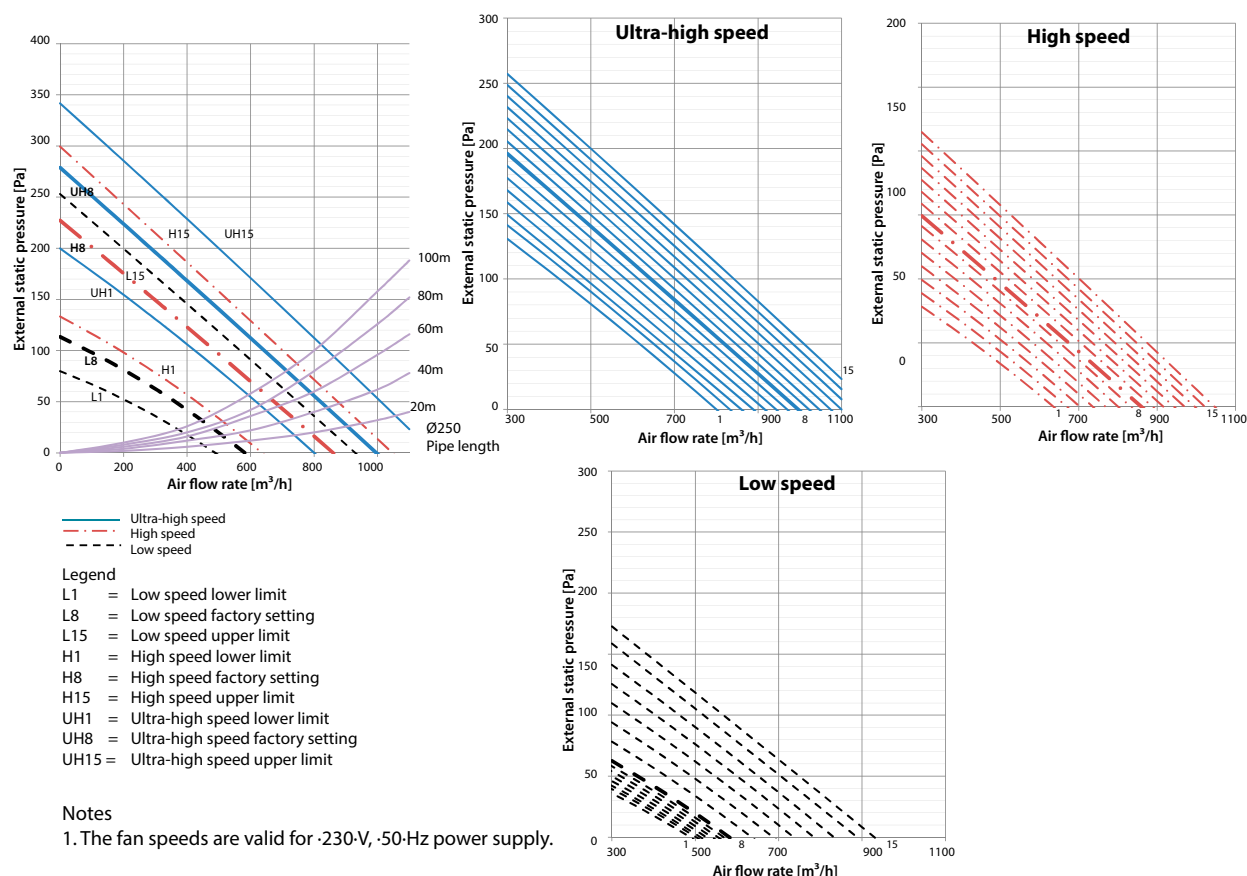 400
350
300
250
200
150
100
50
0
External static pressure [Pa]
UH8
H8
UH1
L15
H15
UH15
L8
H1
L1
100m
80m
60m
40m
20m
Ø250
Pipe length
0 200 400 600 800 1000
Air flow rate [m³/h]
Ultra-high speed
300
250
200
150
100
50
0
External static pressure [Pa]
15
300 500 700 1 900 8 1100
Air flow rate [m³/h]
High speed
200
150
100
50
0
External static pressure [Pa]
300 500 1 700 8 900 15 1100
Air flow rate [m³/h]
Low speed
300
250
200
150
100
50
0
External static pressure [Pa]
300 1 500 8 700 900 15 1100
Air flow rate [m³/h]
Ultra-high speed
High speed
Low speed
Legend
L1 = Low speed lower limit
L8 = Low speed factory setting
L15 = Low speed upper limit
H1 = High speed lower limit
H8 = High speed factory setting
H15 = High speed upper limit
UH1 = Ultra-high speed lower limit
UH8 = Ultra-high speed factory setting
UH15 = Ultra-high speed upper limit
Notes
1. The fan speeds are valid for ·230·V, ·50·Hz power supply.